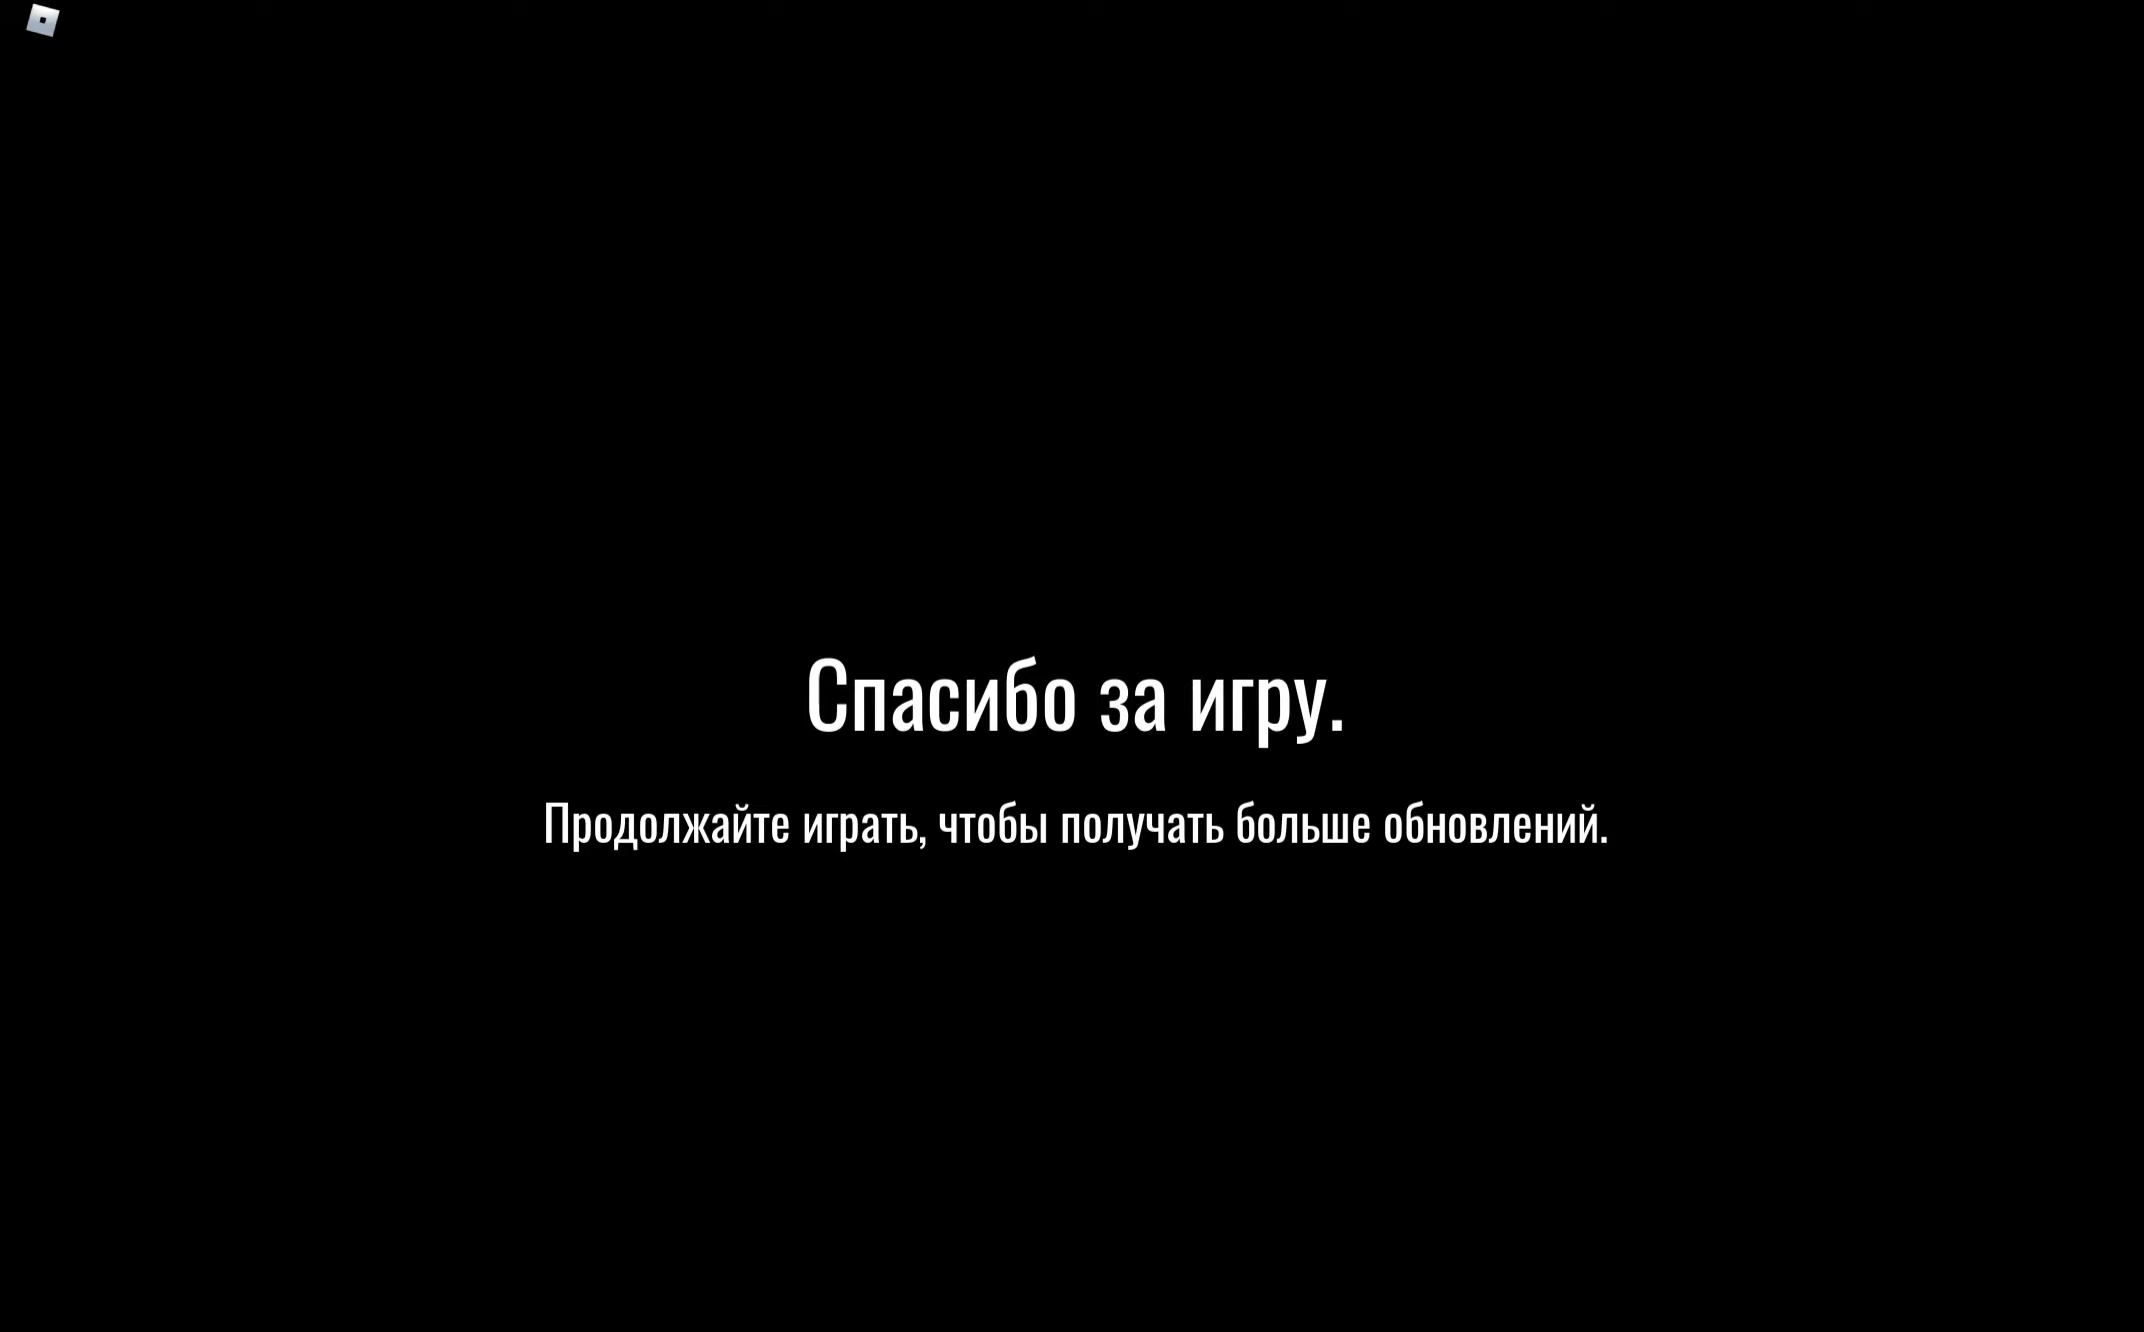 Спасибо за игру.
Продолжайте играть, чтобы получать больше обновлений.